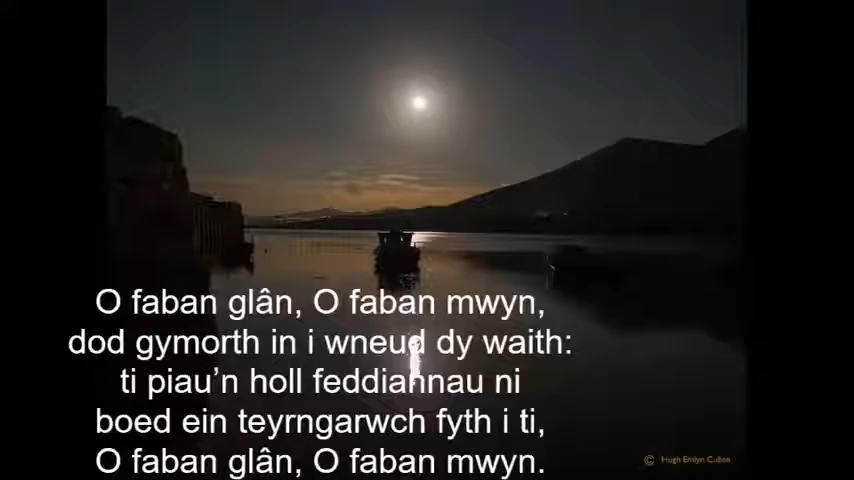 O faban glân, O faban mwyn,
dod gymorth in i wneud dy waith:
ti piau’n holl feddiannau ni
boed ein teyrngarwch fyth i ti,
O faban glân, O faban mwyn.
© Hugh Emlyn